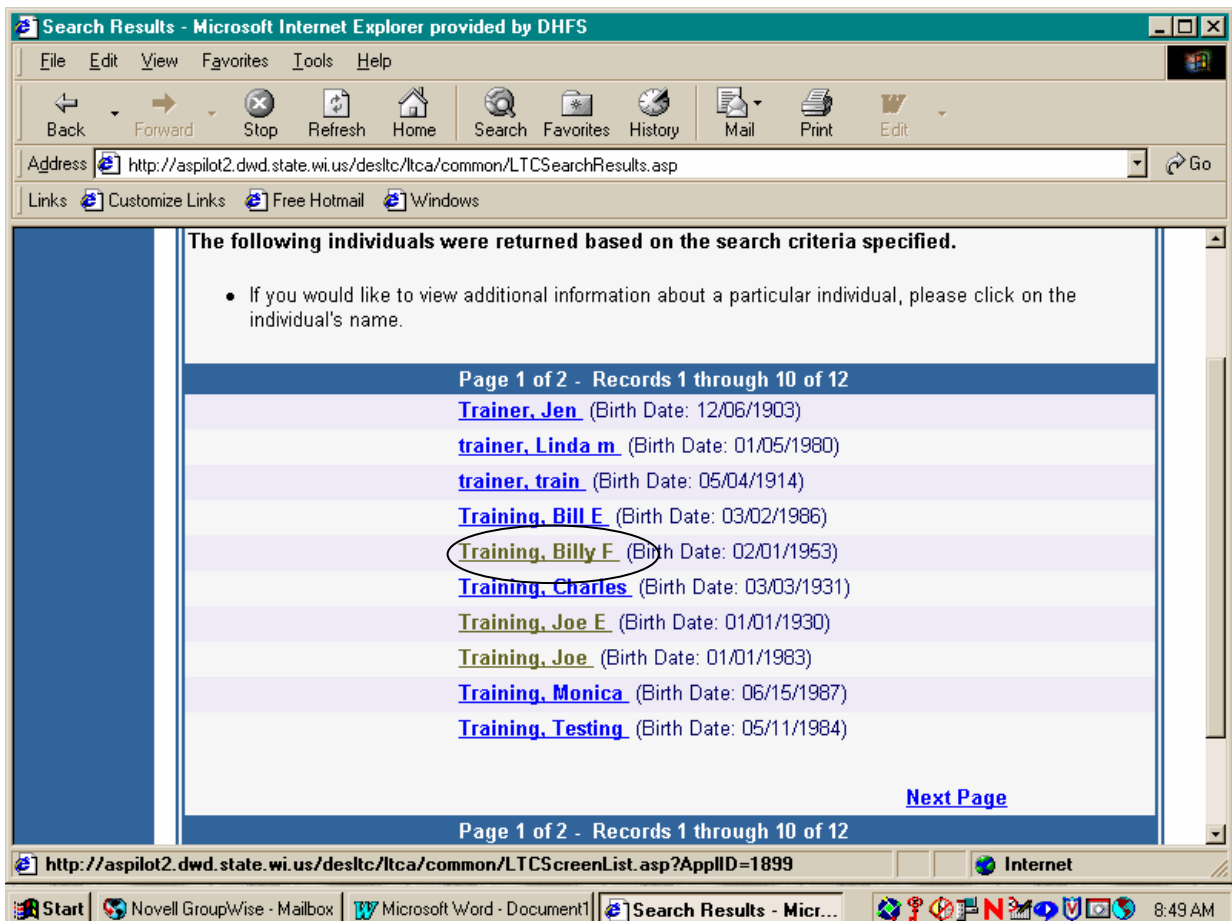 Search Results - Microsoft Internet Explorer provided by DHFS
File Edit View Favorites Tools Help
Back Forward Stop Refresh Home Search Favorites History Mail Print Edit
Address http://aspilot2.dwd.state.wi.us/desltc/ltca/common/LTCSearchResults.asp Go
Links Customize Links Free Hotmail Windows
The following individuals were returned based on the search criteria specified.
• If you would like to view additional information about a particular individual, please click on the
individual's name.
Page 1 of 2 - Records 1 through 10 of 12
Trainer, Jen (Birth Date: 12/06/1903)
trainer, Linda m (Birth Date: 01/05/1980)
trainer, train (Birth Date: 05/04/1914)
Training, Bill E (Birth Date: 03/02/1986)
Training, Billy F (Birth Date: 02/01/1953)
Training, Charles (Birth Date: 03/03/1931)
Training, Joe E (Birth Date: 01/01/1930)
Training, Joe (Birth Date: 01/01/1983)
Training, Monica (Birth Date: 06/15/1987)
Training, Testing (Birth Date: 05/11/1984)
Next Page
Page 1 of 2 - Records 1 through 10 of 12
http://aspilot2.dwd.state.wi.us/desltc/ltca/common/LTCScreenList.asp?ApplID=1899 Internet
Start Novell GroupWise - Mailbox Microsoft Word - Document1 Search Results - Micr... 8:49 AM